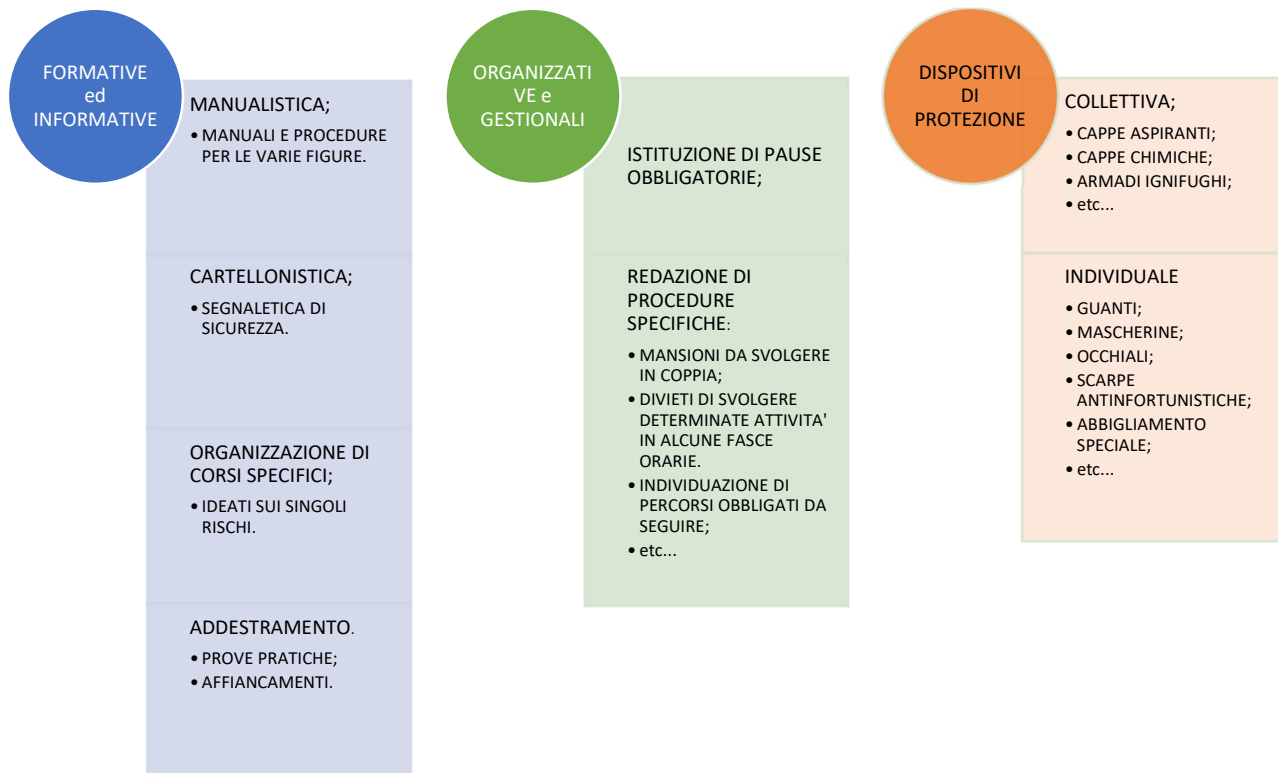 FORMATIVE
ed
INFORMATIVE
MANUALISTICA;
• MANUALI E PROCEDURE
PER LE VARIE FIGURE.
CARTELLONISTICA;
• SEGNALETICA DI
SICUREZZA.
ORGANIZZAZIONE DI
CORSI SPECIFICI;
• IDEATI SUI SINGOLI
RISCHI.
ADDESTRAMENTO.
• PROVE PRATICHE;
• AFFIANCAMENTI.
ORGANIZZATI
VE e
GESTIONALI
ISTITUZIONE DI PAUSE
OBBLIGATORIE;
REDAZIONE DI
PROCEDURE
SPECIFICHE:
• MANSIONI DA SVOLGERE
IN COPPIA;
• DIVIETI DI SVOLGERE
DETERMINATE ATTIVITA'
IN ALCUNE FASCE
ORARIE.
• INDIVIDUAZIONE DI
PERCORSI OBBLIGATI DA
SEGUIRE;
• etc...
DISPOSITIVI
DI
PROTEZIONE
COLLETTIVA;
• CAPPE ASPIRANTI;
• CAPPE CHIMICHE;
• ARMADI IGNIFUGHI;
• etc...
INDIVIDUALE
• GUANTI;
• MASCHERINE;
• OCCHIALI;
• SCARPE
ANTINFORTUNISTICHE;
• ABBIGLIAMENTO
SPECIALE;
• etc...